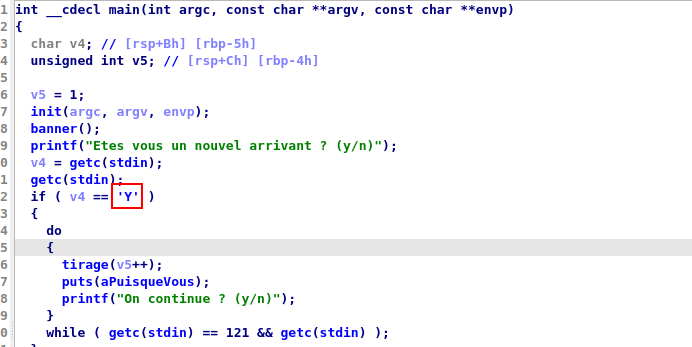 1 int __cdecl main(int argc, const char **argv, const char **envp)
2 {
3 char v4; // [rsp+Bh] [rbp-5h]
4 unsigned int v5; // [rsp+Ch] [rbp-4h]
5
6 v5 = 1;
7 init(argc, argv, envp);
8 banner();
9 printf("Etes vous un nouvel arrivant ? (y/n)");
0 v4 = getc(stdin);
1 getc(stdin);
2 if ( v4 == 'Y' )
3 {
4 do
5 {
6 tirage(v5++);
7 puts(aPuisqueVous);
8 printf("On continue ? (y/n)");
9 }
0 while ( getc(stdin) == 121 && getc(stdin) );